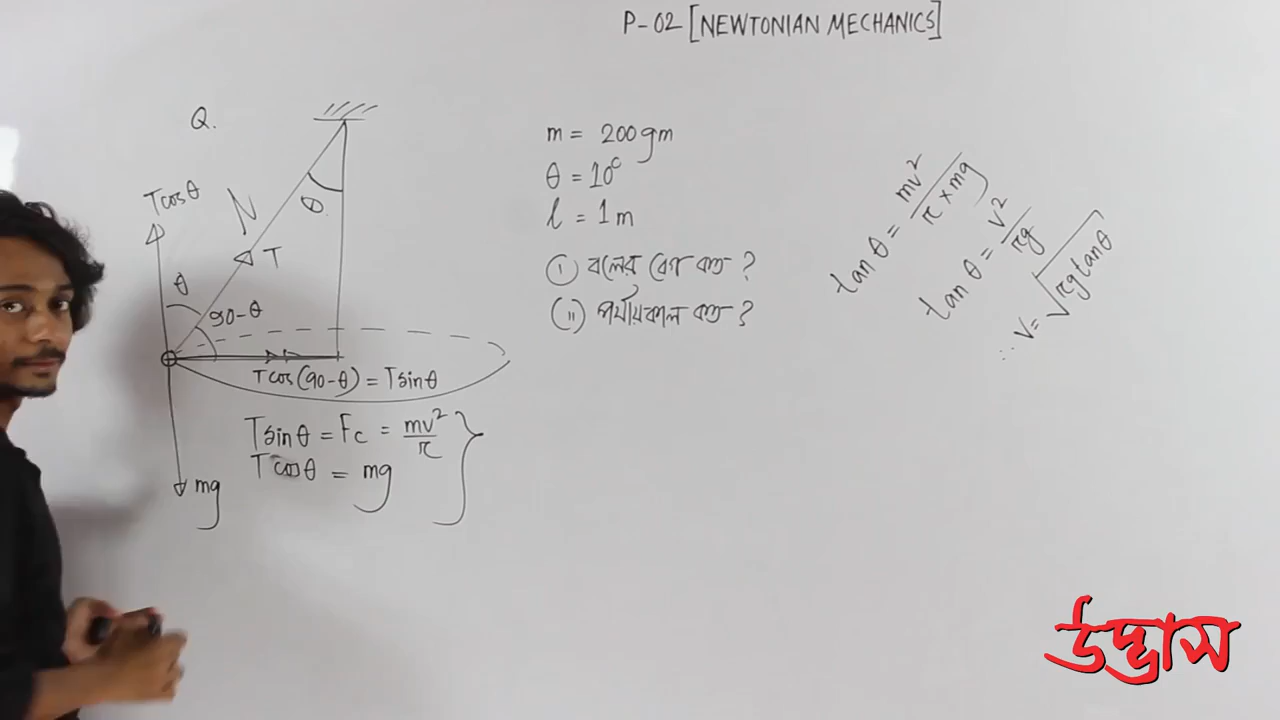 P-02 [NEWTONIAN MECHANICS]
Q.
m = 200gm
θ = 10°
l = 1m
(i) বলের বেগ কত ?
(ii) পর্যায়কাল কত ?
Tcosθ
N
θ
T
θ
90-θ
Tcos(90-θ) = Tsinθ
mg
Tsinθ = Fc = mv²/r
Tcosθ = mg
tanθ = mv²/r×mg
tanθ = v²/rg
∴ v = √rgtanθ
উদ্ভাস